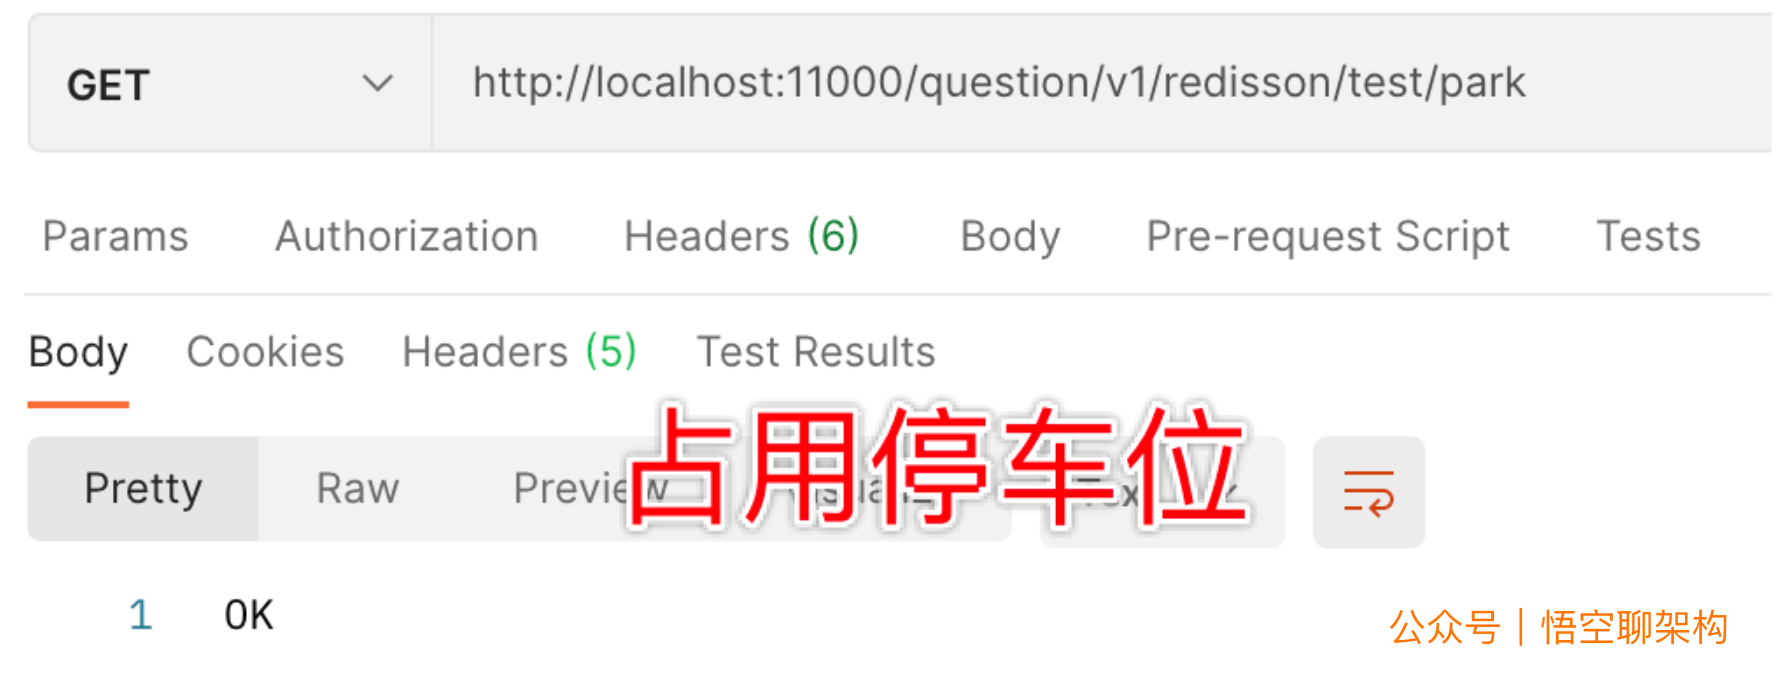 GET http://localhost:11000/question/v1/redisson/test/park
Params Authorization Headers (6) Body Pre-request Script Tests
Body Cookies Headers (5) Test Results
Pretty Raw Preview
占用停车位
1 OK
公众号｜悟空聊架构